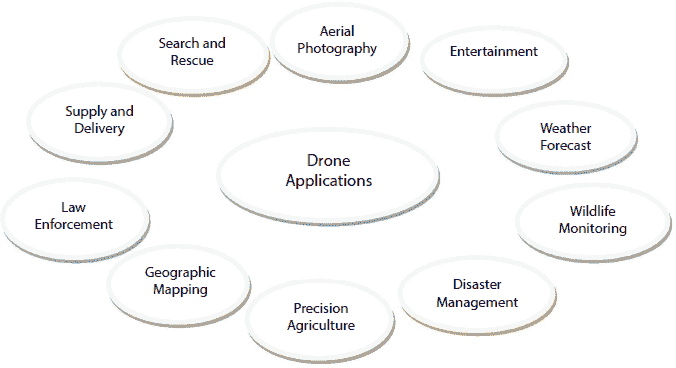 Aerial
Photography
Search and
Rescue
Entertainment
Supply and
Delivery
Weather
Forecast
Drone
Applications
Law
Enforcement
Wildlife
Monitoring
Geographic
Mapping
Disaster
Management
Precision
Agriculture